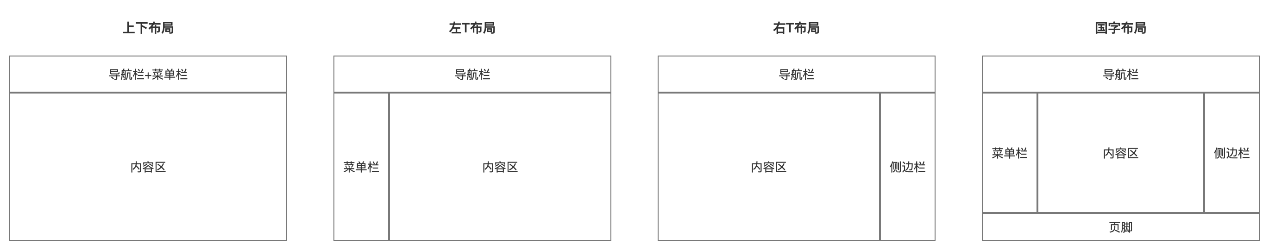 上下布局
导航栏+菜单栏
内容区
左T布局
导航栏
菜单栏
内容区
右T布局
导航栏
内容区
侧边栏
国字布局
导航栏
菜单栏
内容区
侧边栏
页脚